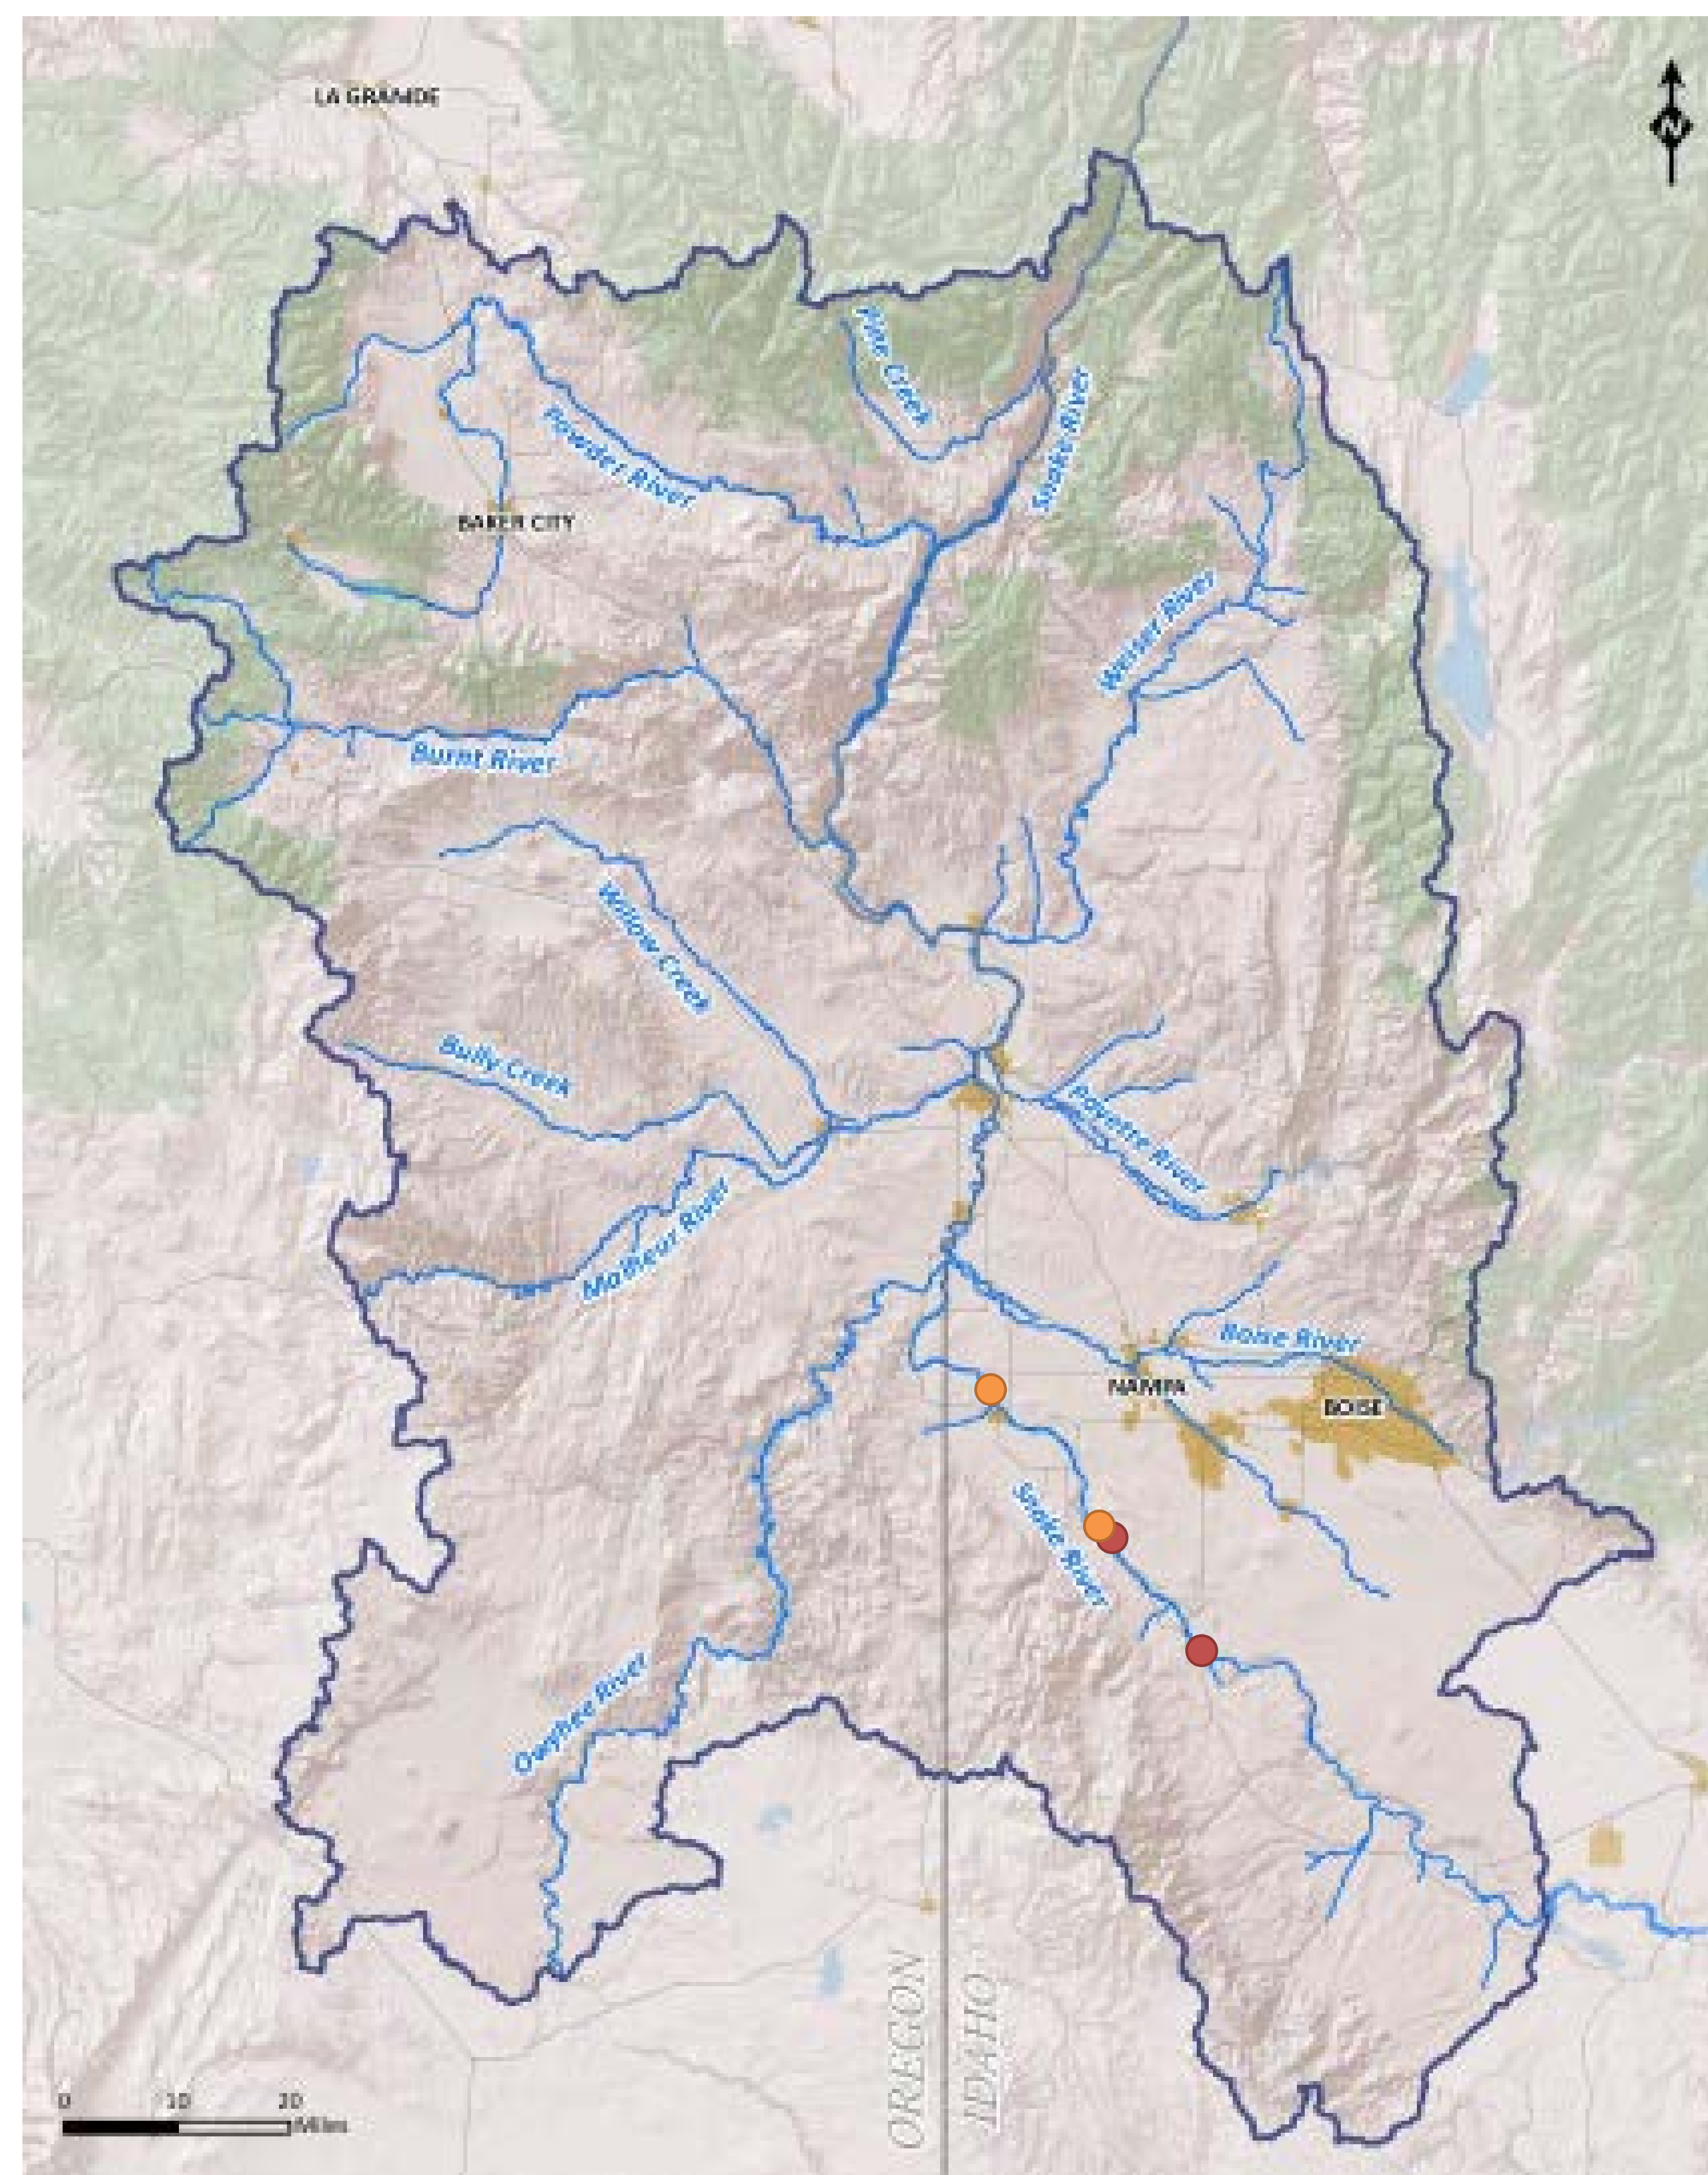 N
LA GRANDE
Pine Creek
Snake River
Powder River
BAKER CITY
Weiser River
Burnt River
Willow Creek
Bully Creek
Payette River
Malheur River
Boise River
NAMPA
BOISE
Snake River
Owyhee River
OREGON
IDAHO
0 10 20
Miles